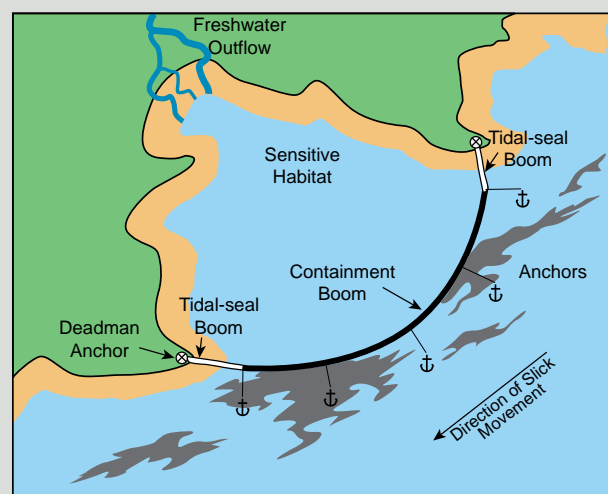 Freshwater
Outflow
Tidal-seal
Boom
Sensitive
Habitat
Containment
Boom
Anchors
Tidal-seal
Boom
Deadman
Anchor
Direction of Slick
Movement